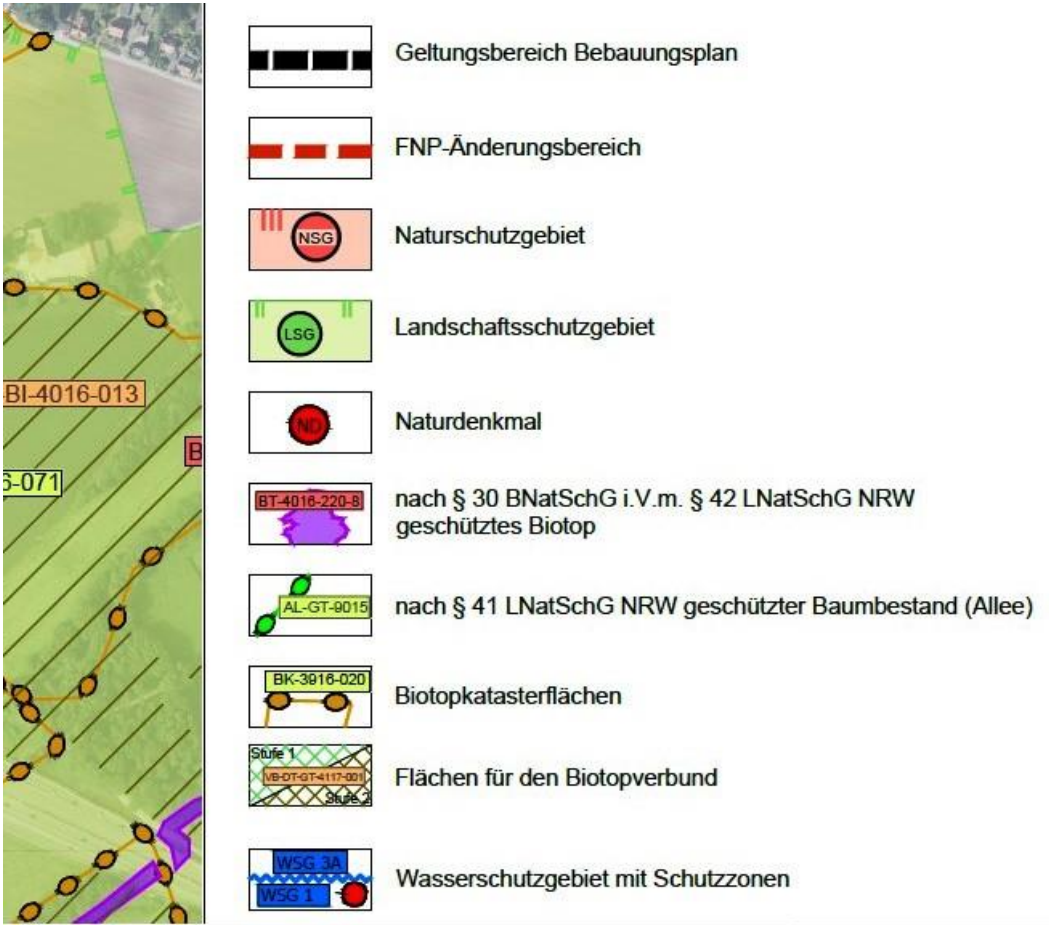 Geltungsbereich Bebauungsplan
FNP-Änderungsbereich
NSG
Naturschutzgebiet
LSG
Landschaftsschutzgebiet
-BI-4016-013
ND
Naturdenkmal
B
6-071
BT-4016-220-8
nach § 30 BNatSchG i.V.m. § 42 LNatSchG NRW
geschütztes Biotop
AL-GT-9015
nach § 41 LNatSchG NRW geschützter Baumbestand (Allee)
BK-3916-020
Biotopkatasterflächen
Stufe 1
VB-DT-GT-4117-001
Stufe 2
Flächen für den Biotopverbund
WSG 3A
WSG 1
Wasserschutzgebiet mit Schutzzonen